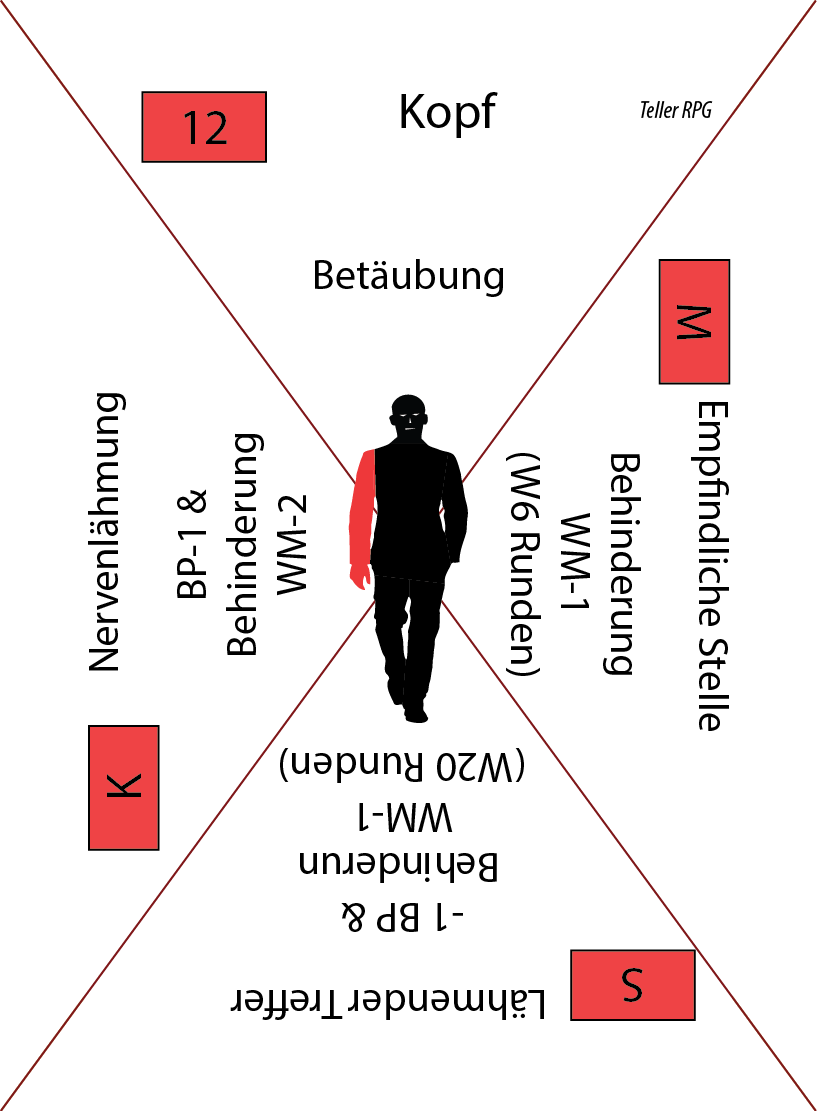 12
Kopf
Teller RPG
Betäubung
M
Empfindliche Stelle
Behinderung
WM-1
(W6 Runden)
S
Lähmender Treffer
-1 BP &
Behinderun
WM-1
(W20 Runden)
K
Nervenlähmung
BP-1 &
Behinderung
WM-2